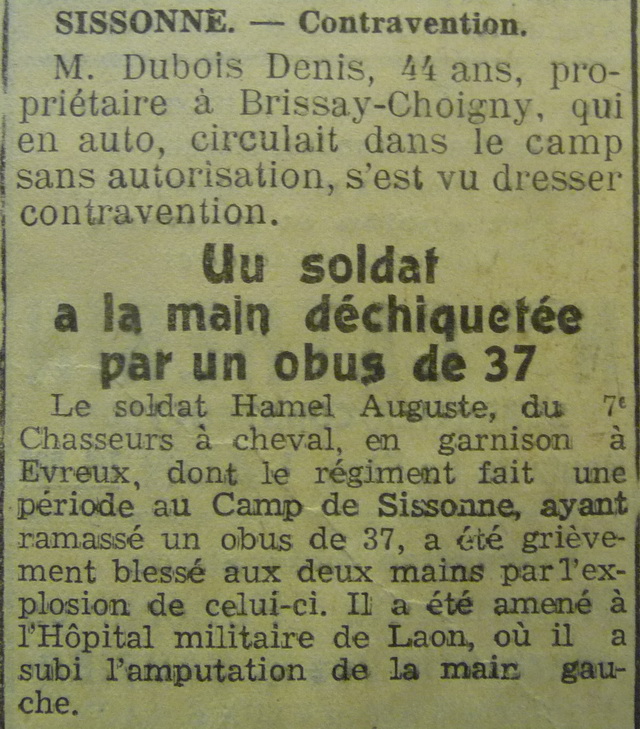 SISSONNE. — Contravention.
M. Dubois Denis, 44 ans, pro-
priétaire à Brissay-Choigny, qui
en auto, circulait dans le camp
sans autorisation, s'est vu dresser
contravention.
Uu soldat
a la main déchiquetée
par un obus de 37
Le soldat Hamel Auguste, du 7e
Chasseurs à cheval, en garnison à
Evreux, dont le régiment fait une
période au Camp de Sissonne, ayant
ramassé un obus de 37, a été griève-
ment blessé aux deux mains par l'ex-
plosion de celui-ci. Il a été amené à
l'Hôpital militaire de Laon, où il a
subi l'amputation de la main gau-
che.